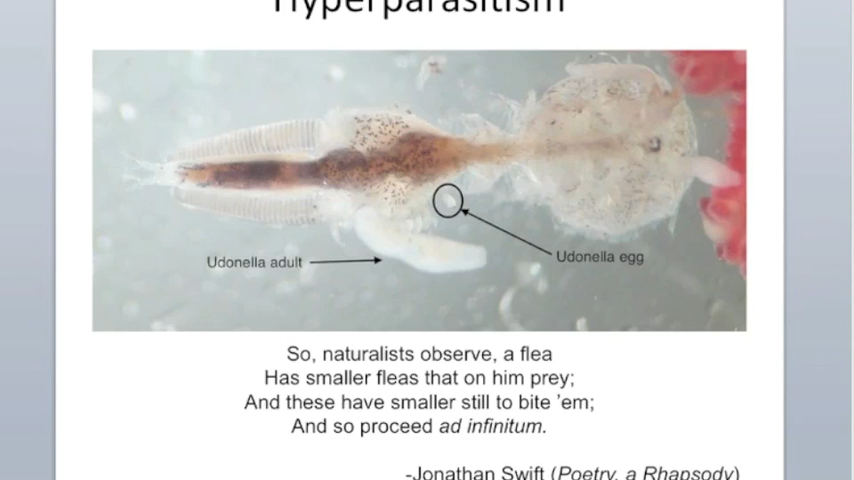 Hyperparasitism
Udonella adult
Udonella egg
So, naturalists observe, a flea
Has smaller fleas that on him prey;
And these have smaller still to bite ’em;
And so proceed ad infinitum.
-Jonathan Swift (Poetry, a Rhapsody)